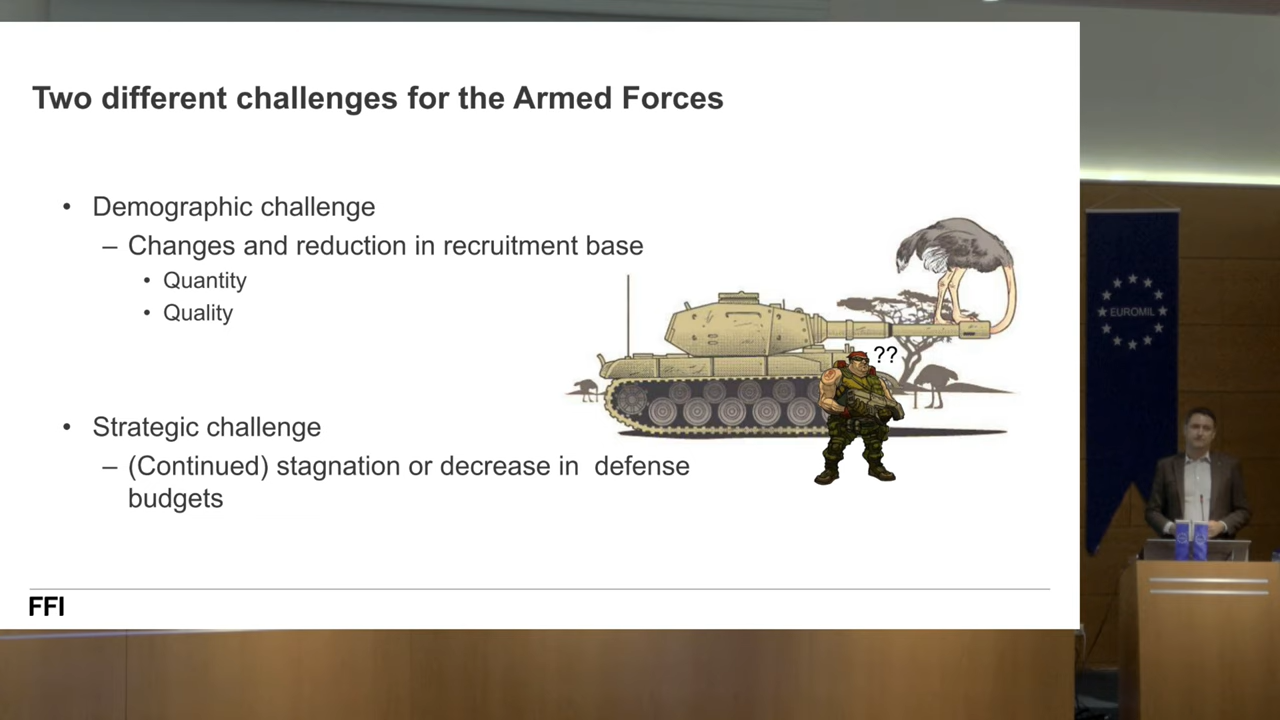 Two different challenges for the Armed Forces
• Demographic challenge
– Changes and reduction in recruitment base
• Quantity
• Quality
??
• Strategic challenge
– (Continued) stagnation or decrease in defense
budgets
FFI
EUROMIL